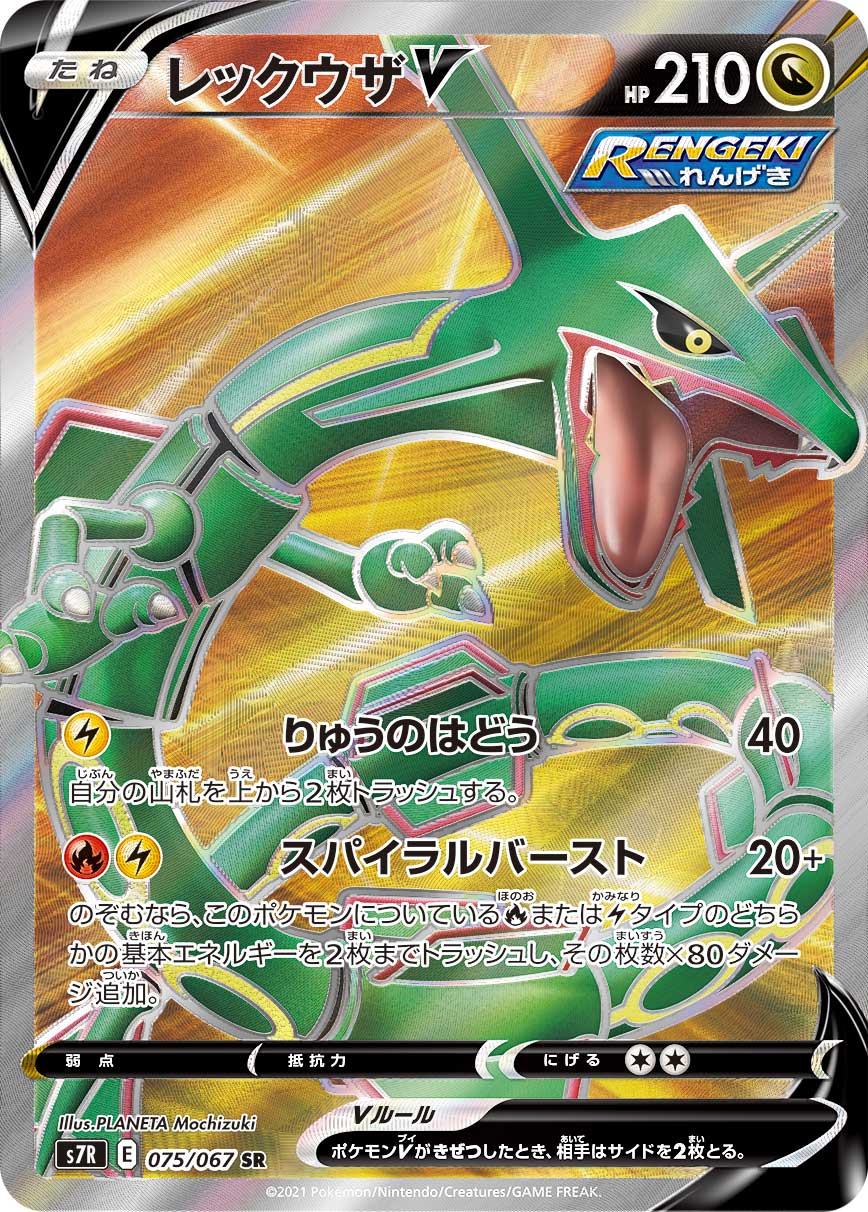 たね レックウザV HP 210
RENGEKI
れんげき
りゅうのはどう 40
自分の山札を上から2枚トラッシュする。
スパイラルバースト 20+
のぞむなら、このポケモンについているまたはタイプのどちら
かの基本エネルギーを2枚までトラッシュし、その枚数×80ダメー
ジ追加。
弱点 抵抗力 にげる
Illus.PLANETA Mochizuki
Vルール
ポケモンVがきぜつしたとき、相手はサイドを2枚とる。
s7R E 075/067 SR
©2021 Pokémon/Nintendo/Creatures/GAME FREAK.